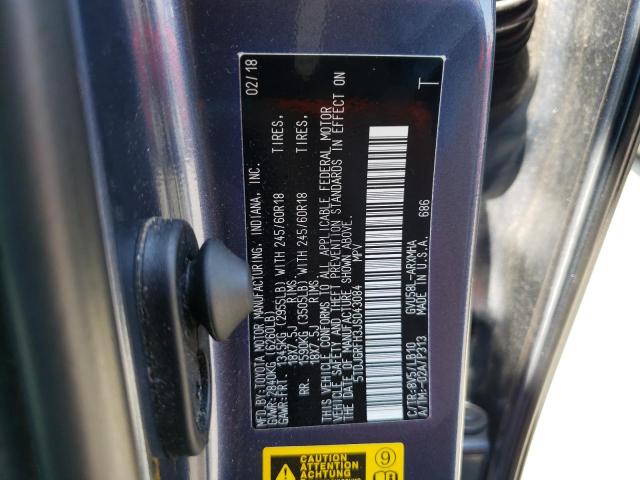 MFD.BY:TOYOTA MOTOR MANUFACTURING, INDIANA, INC. 02/18
GVWR:2840KG(6260LB)
GAWR:FRT. 1342KG (2955LB) WITH 245/60R18 TIRES,
18X7.5J RIMS
RR. 1590KG (3505LB) WITH 245/60R18 TIRES,
18X7.5J RIMS
THIS VEHICLE CONFORMS TO ALL APPLICABLE FEDERAL MOTOR
VEHICLE SAFETY AND THEFT PREVENTION STANDARDS IN EFFECT ON
THE DATE OF MANUFACTURE SHOWN ABOVE.
5TDJGRFH3JS043084 MPV T
686
C/TR:8V5/LB10 GVU58L-ARXMHA
A/TM:-02A/TP313 MADE IN U.S.A.
CAUTION
ATTENTION
ACHTUNG
9